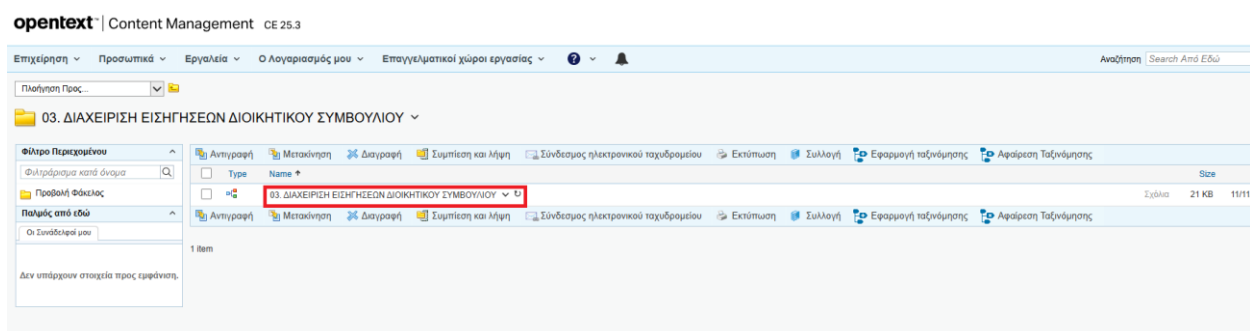 opentext™ | Content Management CE 25.3
Επιχείρηση Προσωπικά Εργαλεία Ο Λογαριασμός μου Επαγγελματικοί χώροι εργασίας ? Αναζήτηση Search Από Εδώ
Πλοήγηση Προς...
03. ΔΙΑΧΕΙΡΙΣΗ ΕΙΣΗΓΗΣΕΩΝ ΔΙΟΙΚΗΤΙΚΟΥ ΣΥΜΒΟΥΛΙΟΥ
Φίλτρο Περιεχομένου
Φιλτράρισμα κατά όνομα
Προβολή Φάκελος
Παλμός από εδώ
Οι Συνάδελφοί μου
Δεν υπάρχουν στοιχεία προς εμφάνιση.
Αντιγραφή Μετακίνηση Διαγραφή Συμπίεση και λήψη Σύνδεσμος ηλεκτρονικού ταχυδρομείου Εκτύπωση Συλλογή Εφαρμογή ταξινόμησης Αφαίρεση Ταξινόμησης
Type Name Size
03. ΔΙΑΧΕΙΡΙΣΗ ΕΙΣΗΓΗΣΕΩΝ ΔΙΟΙΚΗΤΙΚΟΥ ΣΥΜΒΟΥΛΙΟΥ Σχόλια 21 KB 11/11
Αντιγραφή Μετακίνηση Διαγραφή Συμπίεση και λήψη Σύνδεσμος ηλεκτρονικού ταχυδρομείου Εκτύπωση Συλλογή Εφαρμογή ταξινόμησης Αφαίρεση Ταξινόμησης
1 item